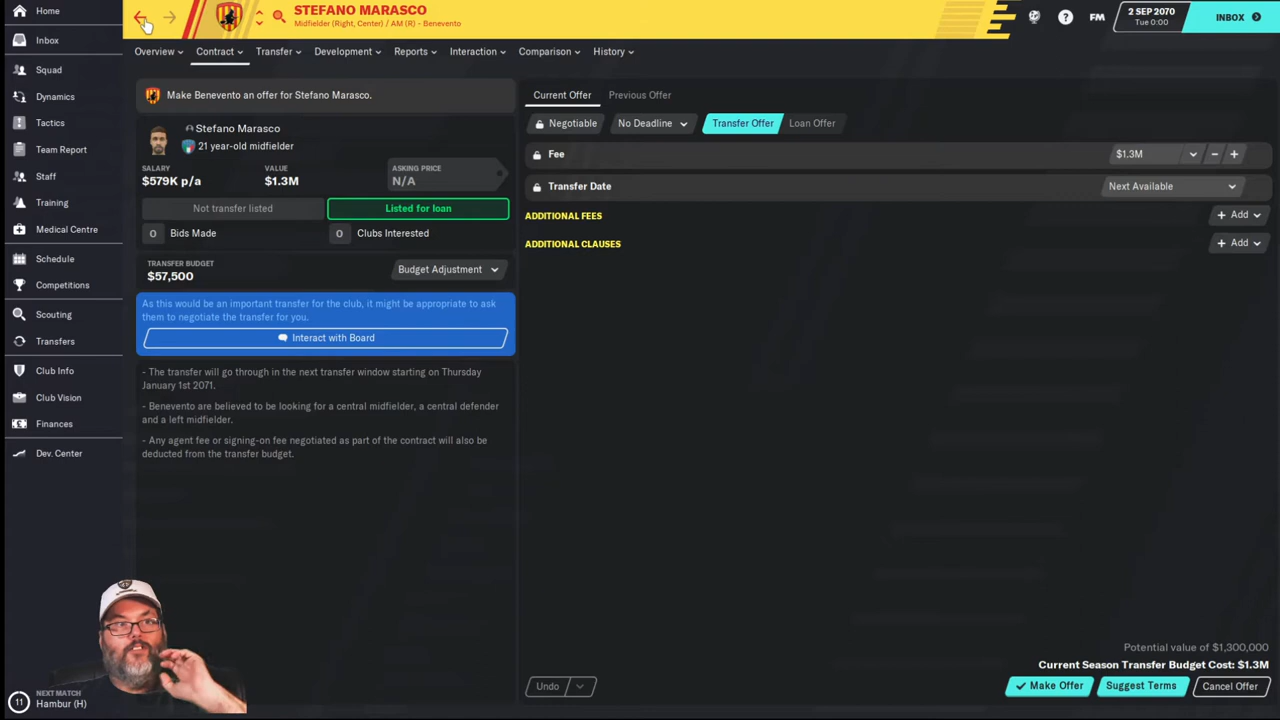 Home
Inbox
Squad
Dynamics
Tactics
Team Report
Staff
Training
Medical Centre
Schedule
Competitions
Scouting
Transfers
Club Info
Club Vision
Finances
Dev. Center
11
NEXT MATCH
Hambur (H)
STEFANO MARASCO
Midfielder (Right, Center) / AM (R) - Benevento
FM
2 SEP 2070
Tue 0:00
INBOX
Overview
Contract
Transfer
Development
Reports
Interaction
Comparison
History
Make Benevento an offer for Stefano Marasco.
Stefano Marasco
21 year-old midfielder
SALARY
$579K p/a
VALUE
$1.3M
ASKING PRICE
N/A
Not transfer listed
Listed for loan
0 Bids Made
0 Clubs Interested
TRANSFER BUDGET
$57,500
Budget Adjustment
As this would be an important transfer for the club, it might be appropriate to ask
them to negotiate the transfer for you.
Interact with Board
- The transfer will go through in the next transfer window starting on Thursday
January 1st 2071.
- Benevento are believed to be looking for a central midfielder, a central defender
and a left midfielder.
- Any agent fee or signing-on fee negotiated as part of the contract will also be
deducted from the transfer budget.
Current Offer
Previous Offer
Negotiable
No Deadline
Transfer Offer
Loan Offer
Fee
$1.3M
Transfer Date
Next Available
ADDITIONAL FEES
+ Add
ADDITIONAL CLAUSES
+ Add
Potential value of $1,300,000
Current Season Transfer Budget Cost: $1.3M
Undo
Make Offer
Suggest Terms
Cancel Offer